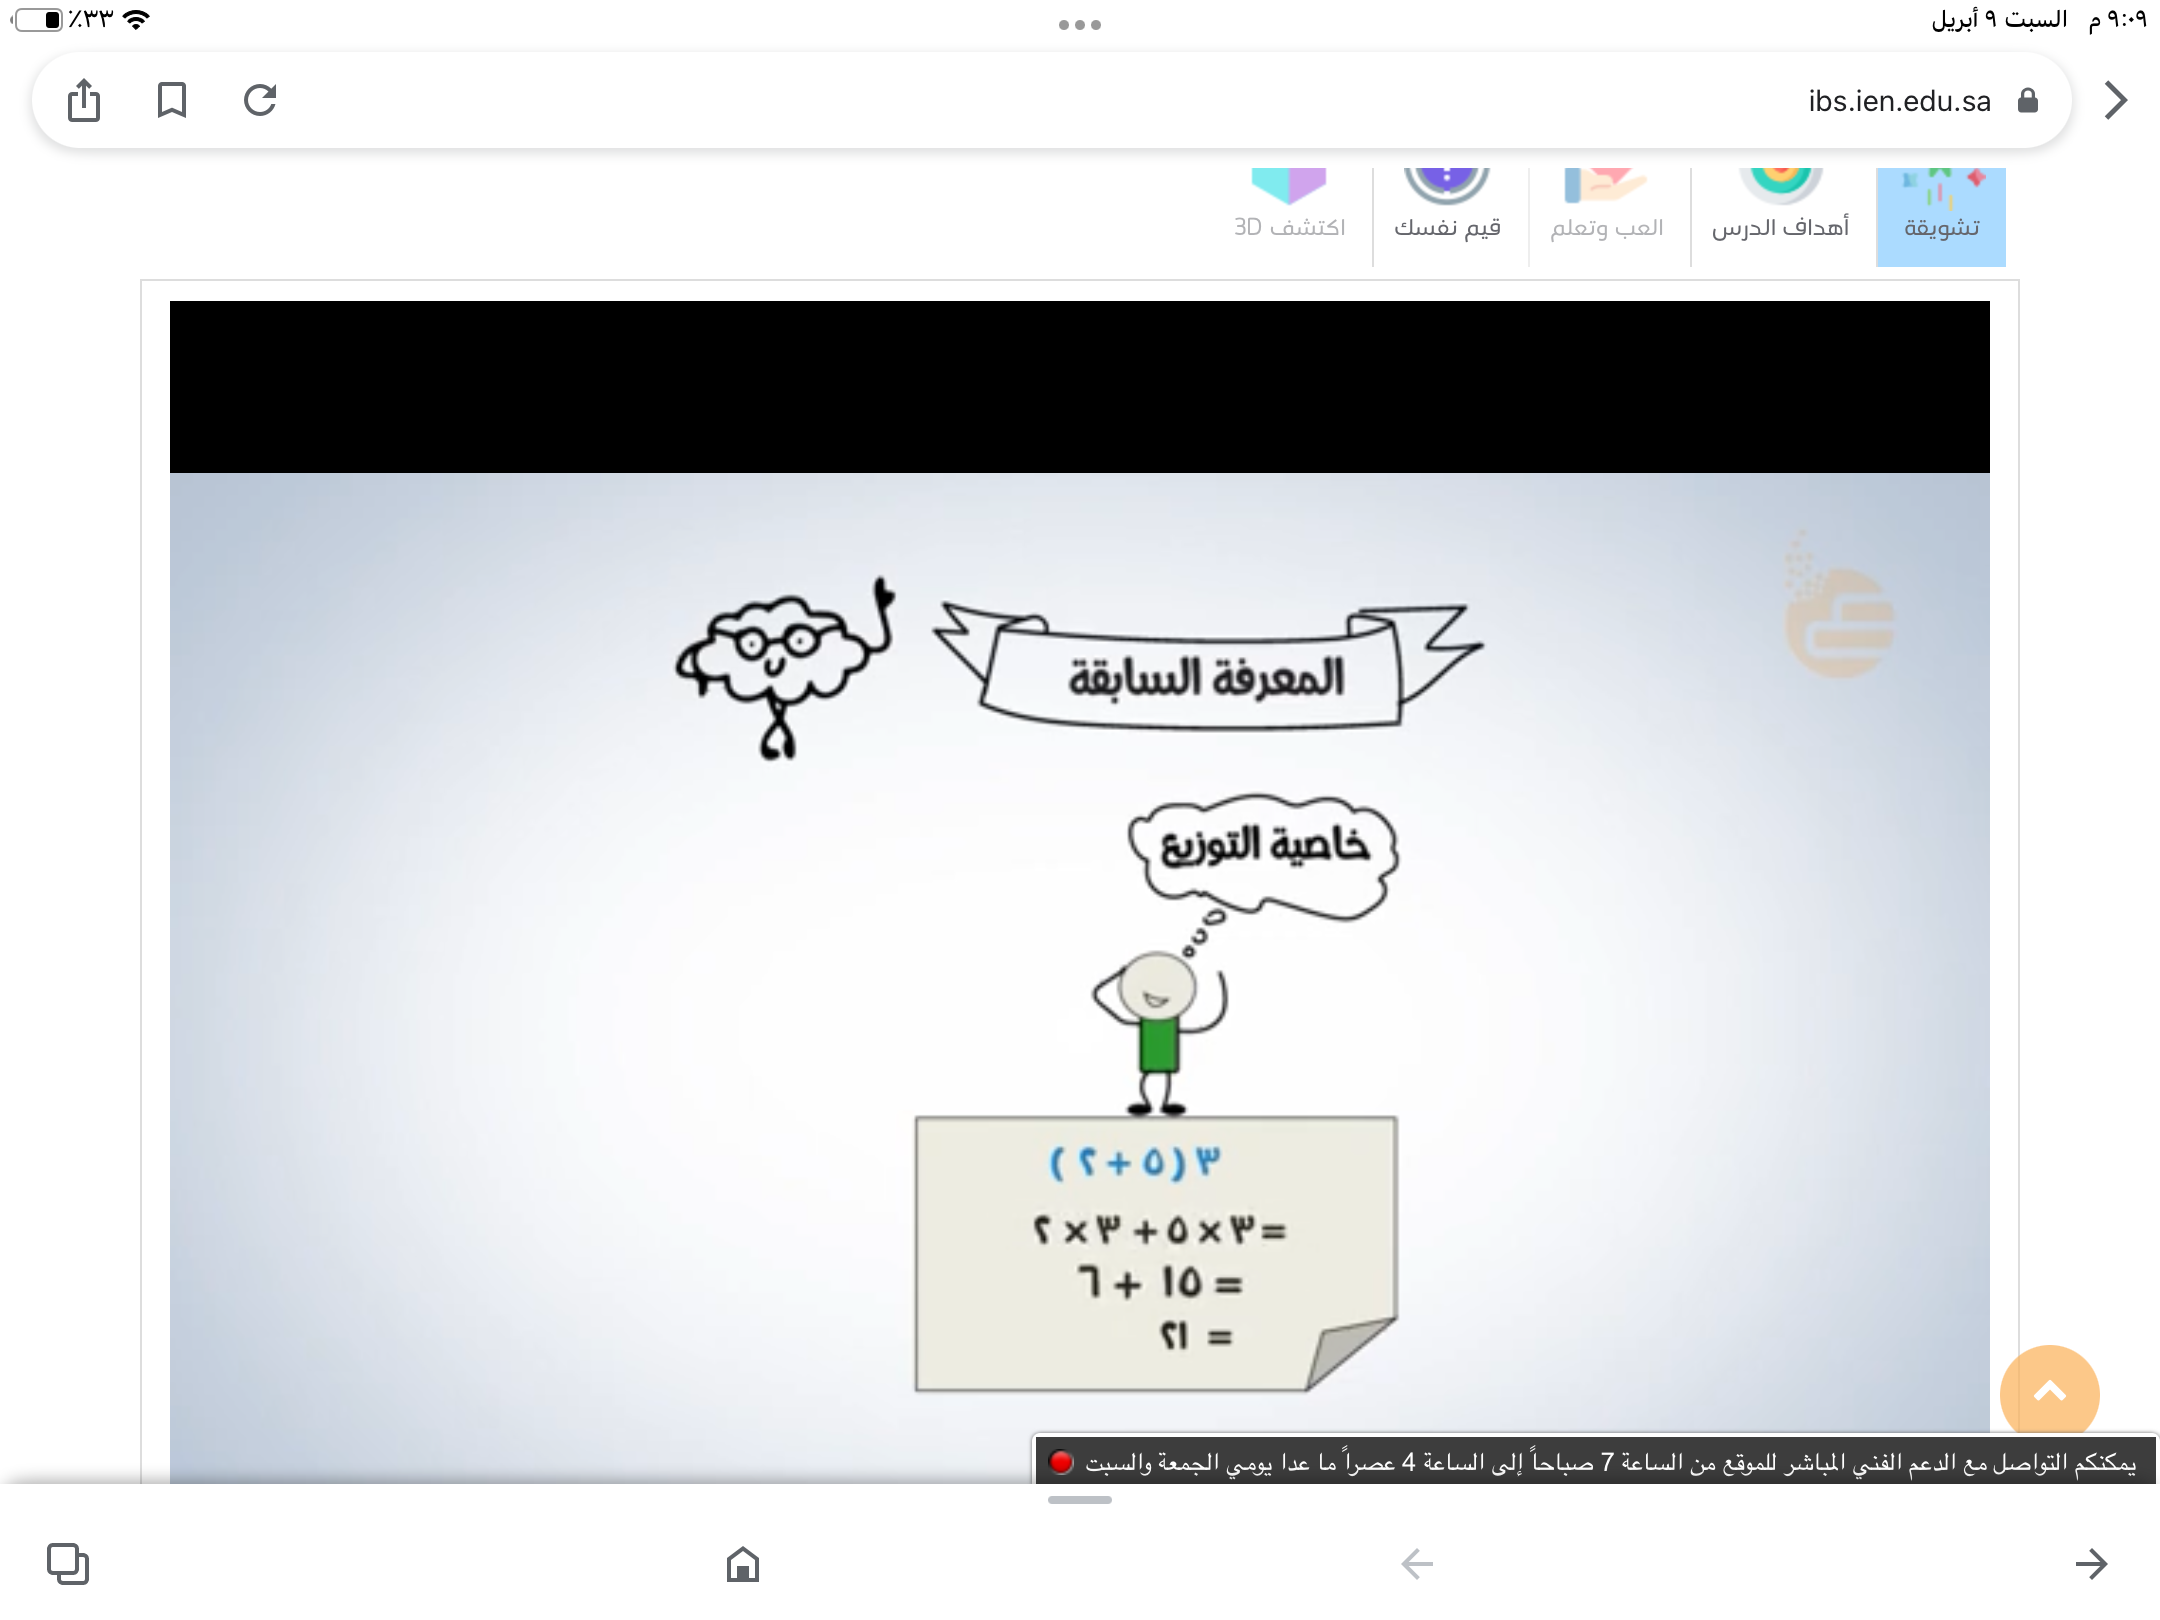 ٩:٠٩ م السبت ٩ أبريل
٪٣٣
ibs.ien.edu.sa
تشويقة
أهداف الدرس
العب وتعلم
قيم نفسك
اكتشف 3D
المعرفة السابقة
خاصية التوزيع
٣ (٥ + ٢)
= ٣ × ٥ + ٣ × ٢
= ١٥ + ٦
= ٢١
يمكنكم التواصل مع الدعم الفني المباشر للموقع من الساعة 7 صباحاً إلى الساعة 4 عصراً ما عدا يومي الجمعة والسبت